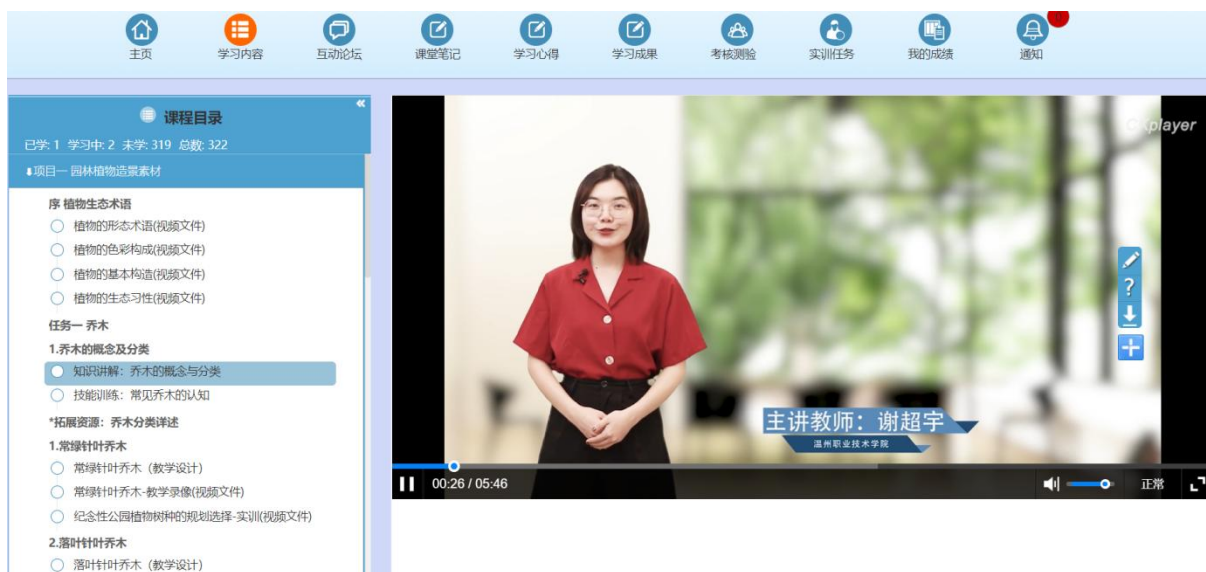 主页 学习内容 互动论坛 课堂笔记 学习心得 学习成果 考核测验 实训任务 我的成绩 通知
0
课程目录
已学: 1 学习中: 2 未学: 319 总数: 322
项目一 园林植物造景素材
序 植物生态术语
植物的形态术语(视频文件)
植物的色彩构成(视频文件)
植物的基本构造(视频文件)
植物的生态习性(视频文件)
任务一 乔木
1.乔木的概念及分类
知识讲解：乔木的概念与分类
技能训练：常见乔木的认知
*拓展资源：乔木分类详述
1.常绿针叶乔木
常绿针叶乔木（教学设计）
常绿针叶乔木-教学录像(视频文件)
纪念性公园植物树种的规划选择-实训(视频文件)
2.落叶针叶乔木
落叶针叶乔木（教学设计）
player
主讲教师：谢超宇
温州职业技术学院
00:26 / 05:46
正常